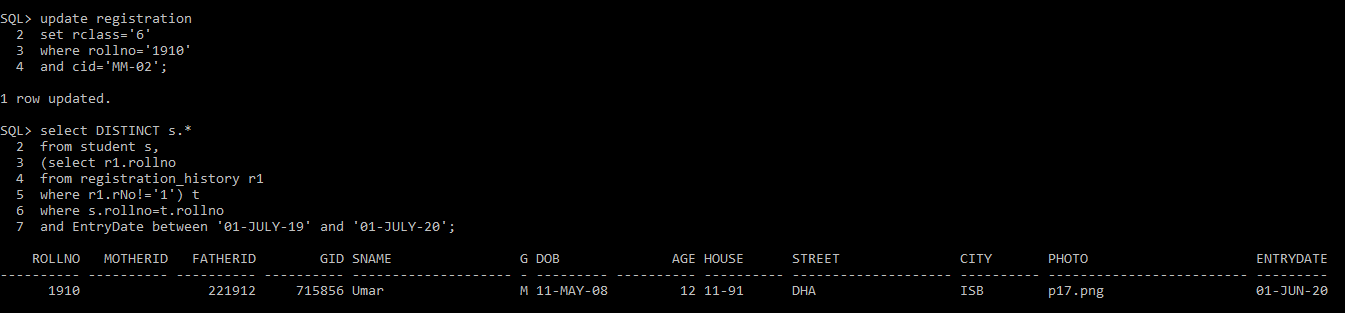 SQL> update registration
  2  set rclass='6'
  3  where rollno='1910'
  4  and cid='MM-02';
1 row updated.
SQL> select DISTINCT s.*
  2  from student s,
  3  (select r1.rollno
  4  from registration_history r1
  5  where r1.rNo!='1') t
  6  where s.rollno=t.rollno
  7  and EntryDate between '01-JULY-19' and '01-JULY-20';
    ROLLNO   MOTHERID   FATHERID        GID SNAME                G DOB              AGE HOUSE      STREET               CITY       PHOTO                     ENTRYDATE
---------- ---------- ---------- ---------- -------------------- - --------- ---------- ---------- -------------------- ---------- ------------------------- ---------
      1910                221912     715856 Umar                 M 11-MAY-08         12 11-91      DHA                  ISB        p17.png                   01-JUN-20